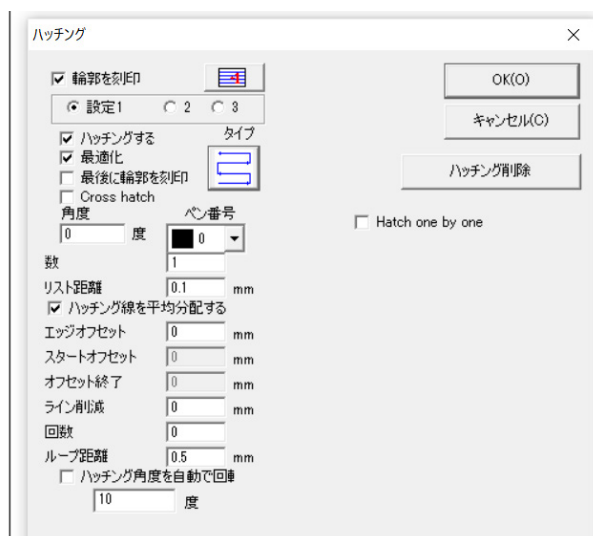 ハッチング
輪郭を刻印
設定1 2 3
ハッチングする タイプ
最適化
最後に輪郭を刻印
Cross hatch
角度 ペン番号
0 度 0
数 1
リスト距離 0.1 mm
ハッチング線を平均分配する
エッジオフセット 0 mm
スタートオフセット 0 mm
オフセット終了 0 mm
ライン削減 0 mm
回数 0
ループ距離 0.5 mm
ハッチング角度を自動で回
10 度
OK(O)
キャンセル(C)
ハッチング削除
Hatch one by one